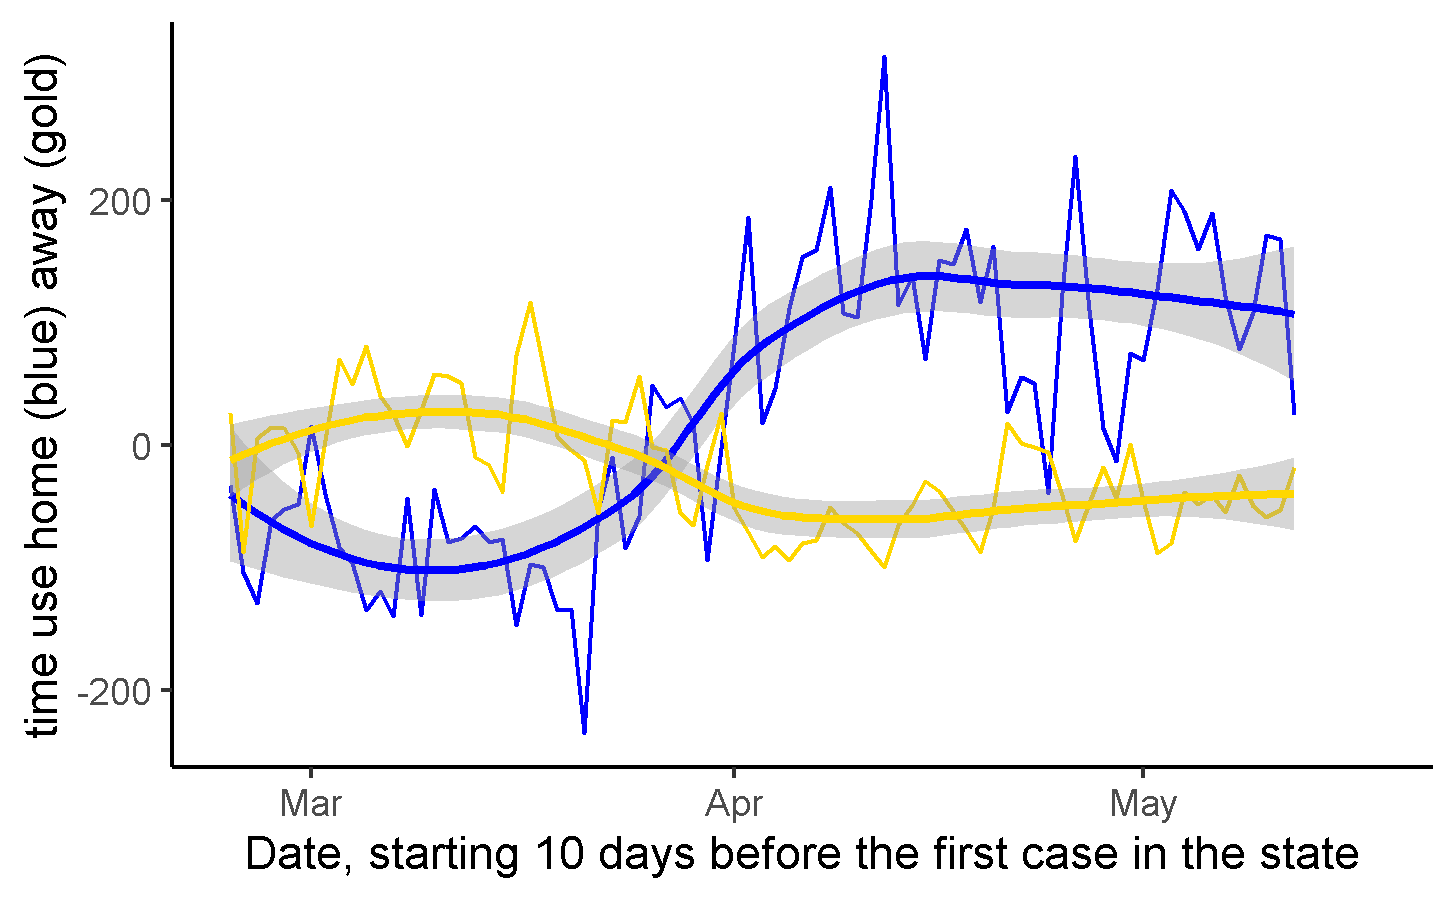 time use home (blue) away (gold)
200
0
-200
Mar
Apr
May
Date, starting 10 days before the first case in the state